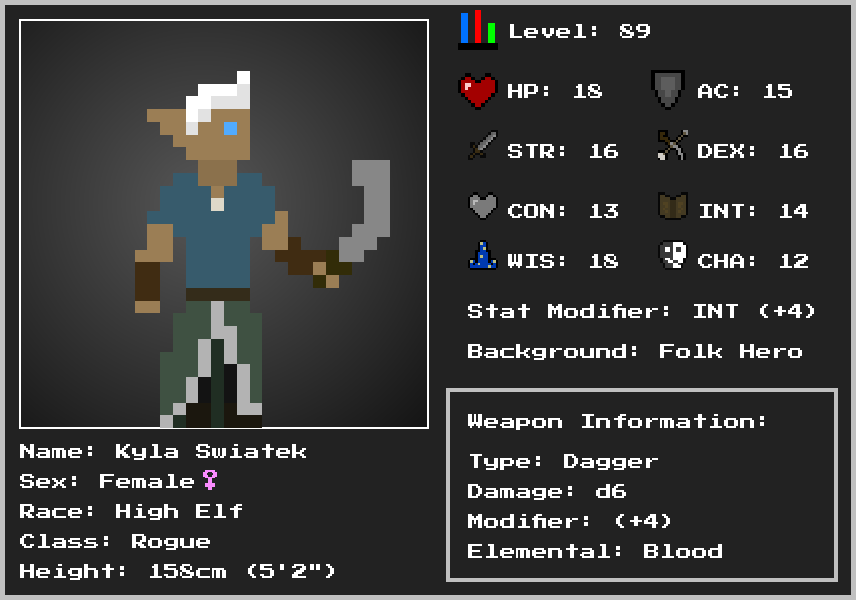 Level: 89
HP: 18
AC: 15
STR: 16
DEX: 16
CON: 13
INT: 14
WIS: 18
CHA: 12
Stat Modifier: INT (+4)
Background: Folk Hero
Weapon Information:
Type: Dagger
Damage: d6
Modifier: (+4)
Elemental: Blood
Name: Kyla Swiatek
Sex: Female♀
Race: High Elf
Class: Rogue
Height: 158cm (5'2")